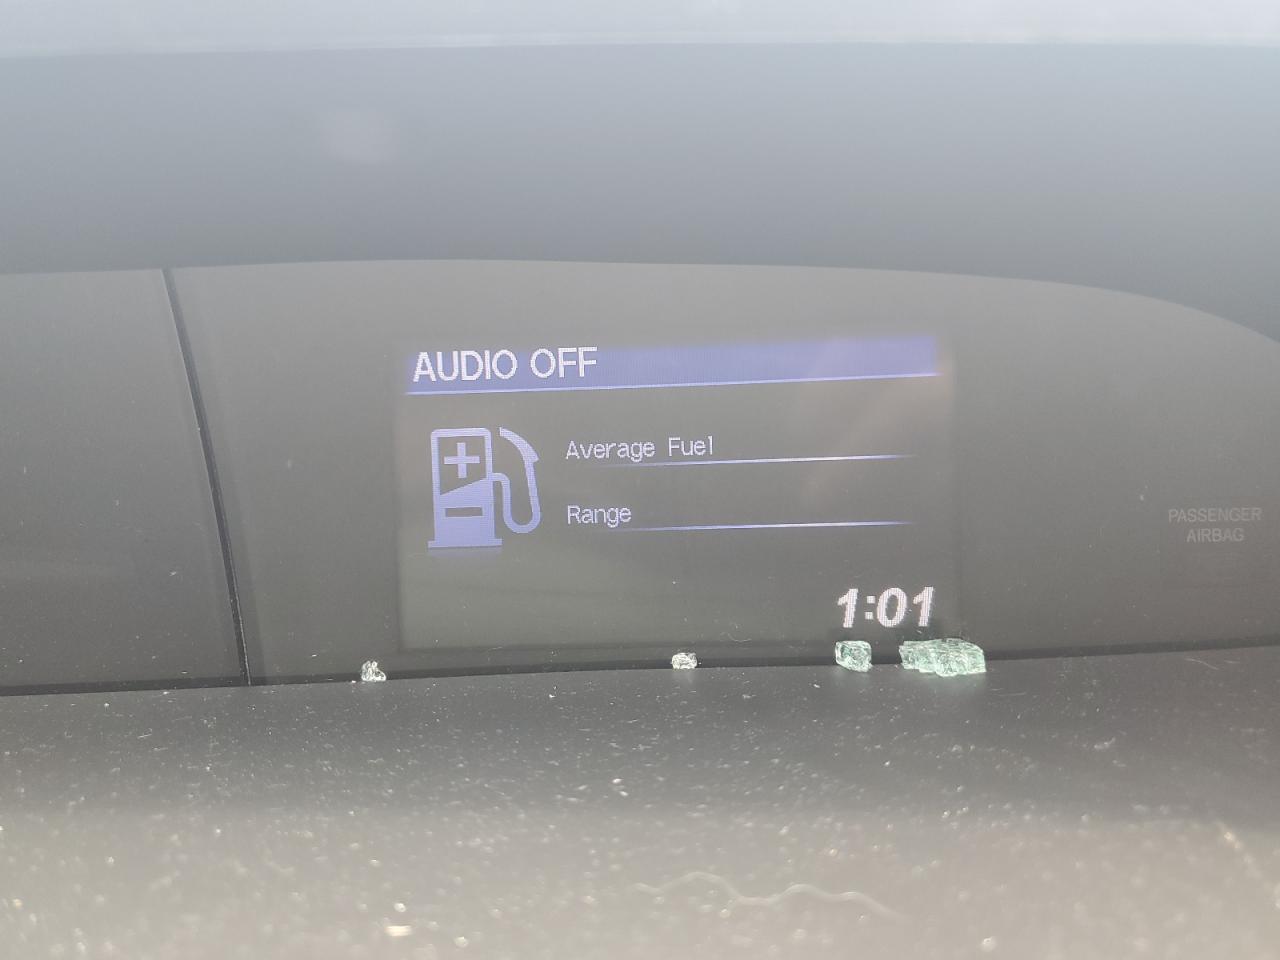 AUDIO OFF
Average Fuel
Range
1:01
PASSENGER
AIRBAG